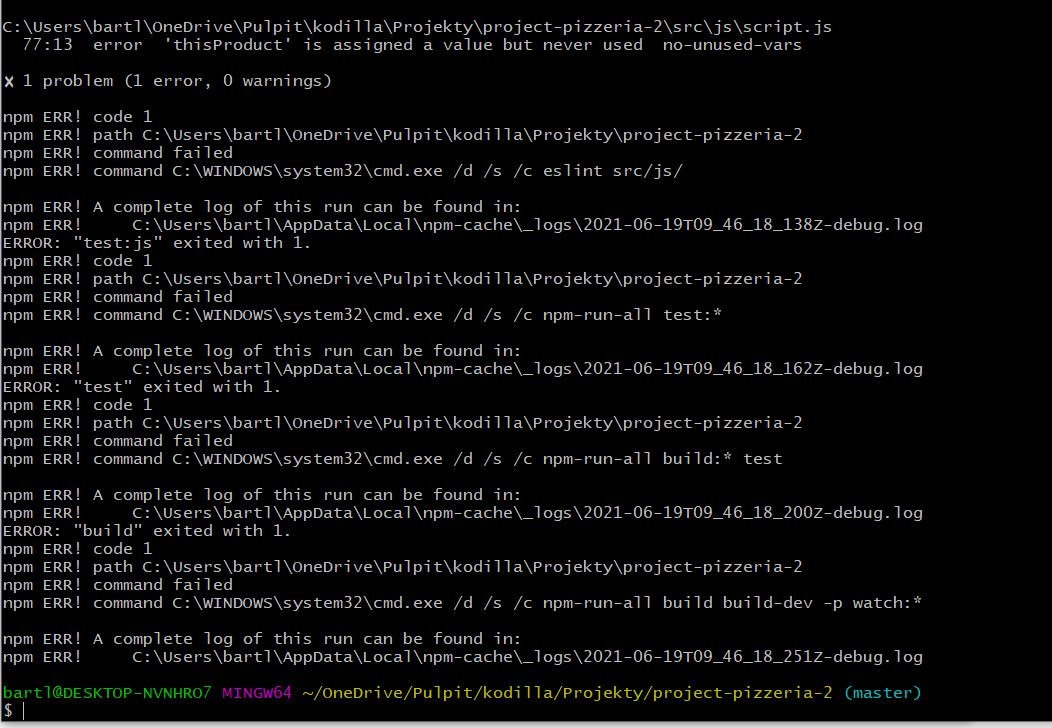 C:\Users\bartl\OneDrive\Pulpit\kodilla\Projekty\project-pizzeria-2\src\js\script.js
  77:13  error  'thisProduct' is assigned a value but never used  no-unused-vars
✖ 1 problem (1 error, 0 warnings)
npm ERR! code 1
npm ERR! path C:\Users\bartl\OneDrive\Pulpit\kodilla\Projekty\project-pizzeria-2
npm ERR! command failed
npm ERR! command C:\WINDOWS\system32\cmd.exe /d /s /c eslint src/js/
npm ERR! A complete log of this run can be found in:
npm ERR!     C:\Users\bartl\AppData\Local\npm-cache\_logs\2021-06-19T09_46_18_138Z-debug.log
ERROR: "test:js" exited with 1.
npm ERR! code 1
npm ERR! path C:\Users\bartl\OneDrive\Pulpit\kodilla\Projekty\project-pizzeria-2
npm ERR! command failed
npm ERR! command C:\WINDOWS\system32\cmd.exe /d /s /c npm-run-all test:*
npm ERR! A complete log of this run can be found in:
npm ERR!     C:\Users\bartl\AppData\Local\npm-cache\_logs\2021-06-19T09_46_18_162Z-debug.log
ERROR: "test" exited with 1.
npm ERR! code 1
npm ERR! path C:\Users\bartl\OneDrive\Pulpit\kodilla\Projekty\project-pizzeria-2
npm ERR! command failed
npm ERR! command C:\WINDOWS\system32\cmd.exe /d /s /c npm-run-all build:* test
npm ERR! A complete log of this run can be found in:
npm ERR!     C:\Users\bartl\AppData\Local\npm-cache\_logs\2021-06-19T09_46_18_200Z-debug.log
ERROR: "build" exited with 1.
npm ERR! code 1
npm ERR! path C:\Users\bartl\OneDrive\Pulpit\kodilla\Projekty\project-pizzeria-2
npm ERR! command failed
npm ERR! command C:\WINDOWS\system32\cmd.exe /d /s /c npm-run-all build build-dev -p watch:*
npm ERR! A complete log of this run can be found in:
npm ERR!     C:\Users\bartl\AppData\Local\npm-cache\_logs\2021-06-19T09_46_18_251Z-debug.log
bartl@DESKTOP-NVNHRO7 MINGW64 ~/OneDrive/Pulpit/kodilla/Projekty/project-pizzeria-2 (master)
$